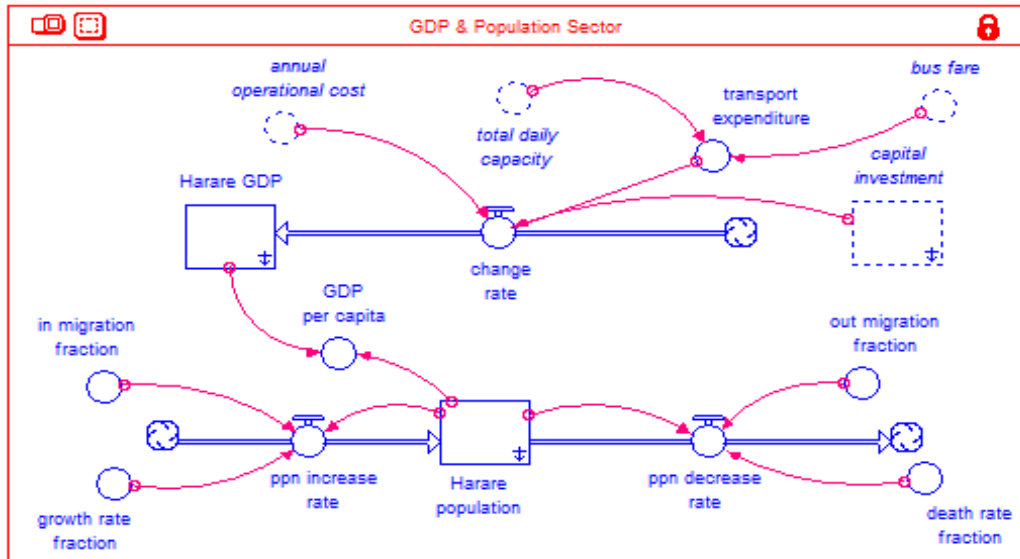 GDP & Population Sector
annual
operational cost
total daily
capacity
transport
expenditure
bus fare
capital
investment
Harare GDP
change
rate
GDP
per capita
in migration
fraction
out migration
fraction
ppn increase
rate
Harare
population
ppn decrease
rate
growth rate
fraction
death rate
fraction